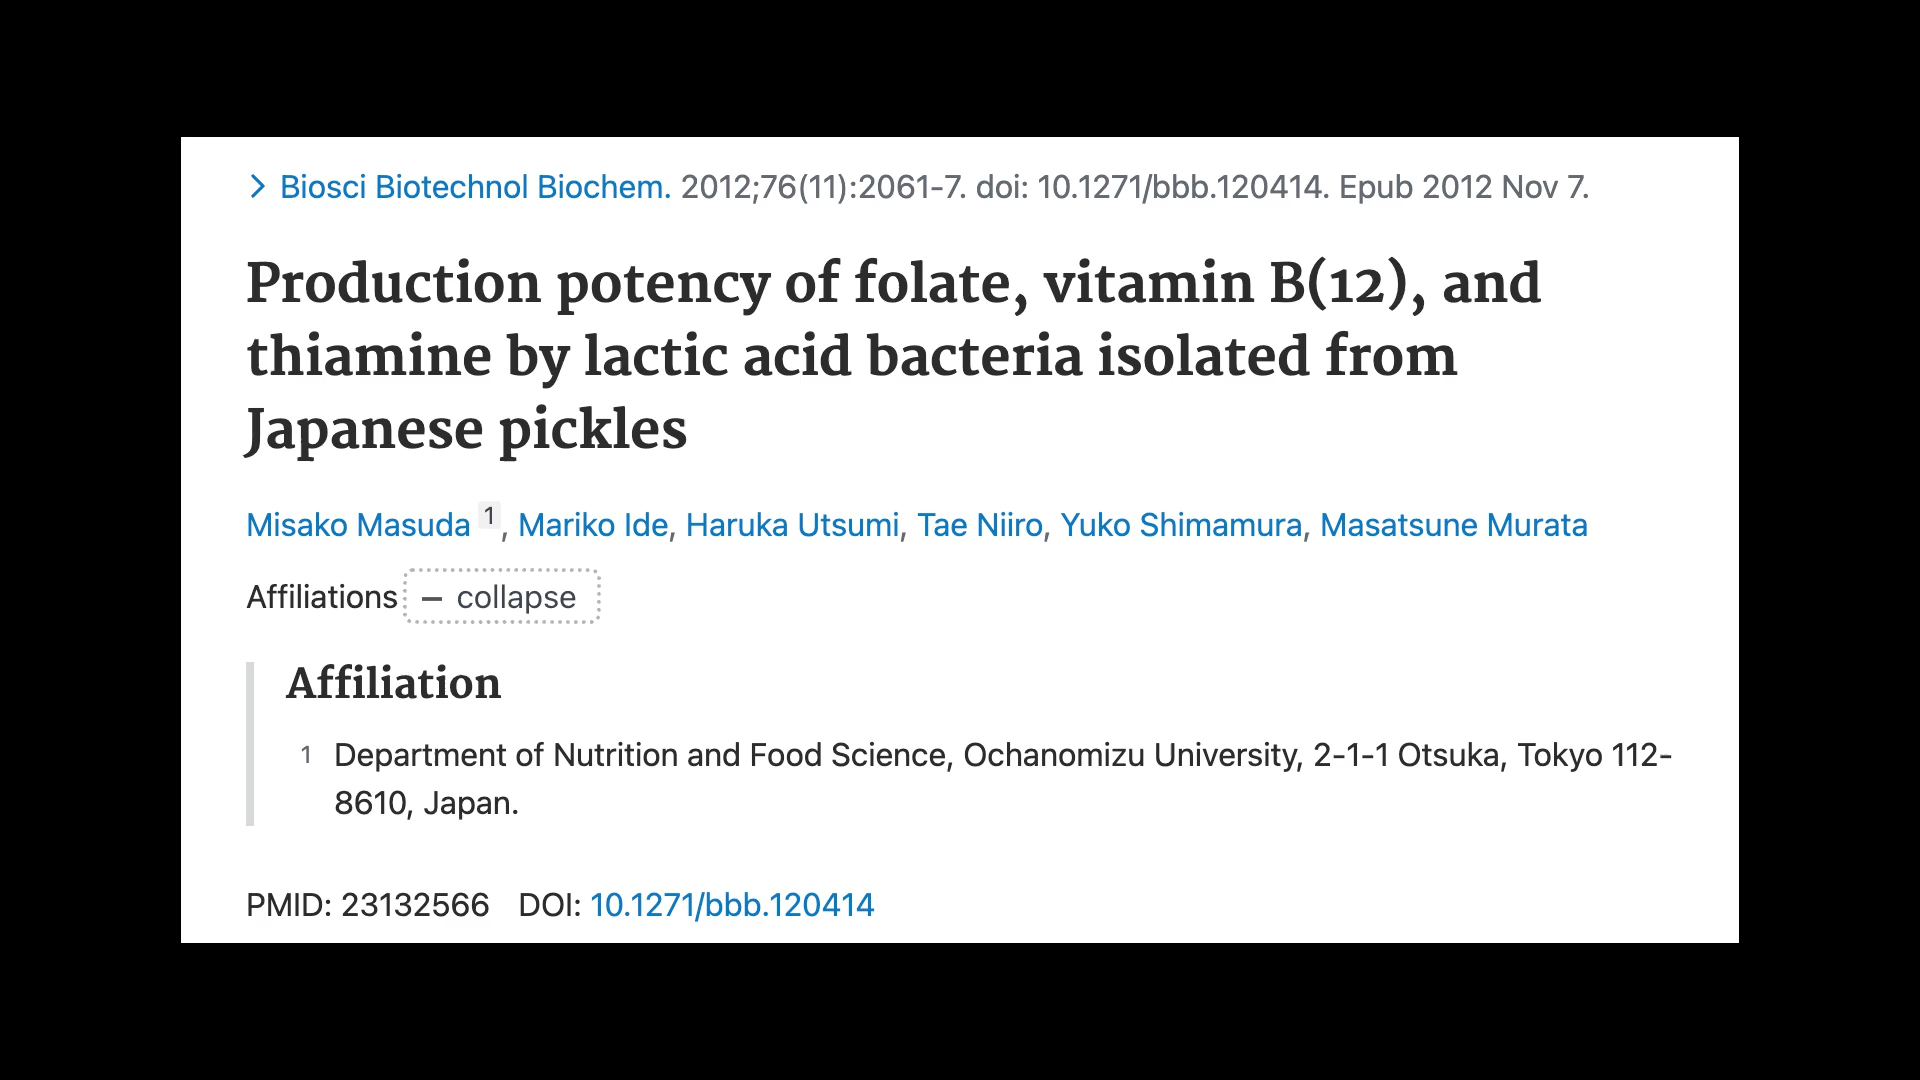 > Biosci Biotechnol Biochem. 2012;76(11):2061-7. doi: 10.1271/bbb.120414. Epub 2012 Nov 7.
Production potency of folate, vitamin B(12), and
thiamine by lactic acid bacteria isolated from
Japanese pickles
Misako Masuda 1, Mariko Ide, Haruka Utsumi, Tae Niiro, Yuko Shimamura, Masatsune Murata
Affiliations − collapse
Affiliation
1 Department of Nutrition and Food Science, Ochanomizu University, 2-1-1 Otsuka, Tokyo 112-
8610, Japan.
PMID: 23132566 DOI: 10.1271/bbb.120414